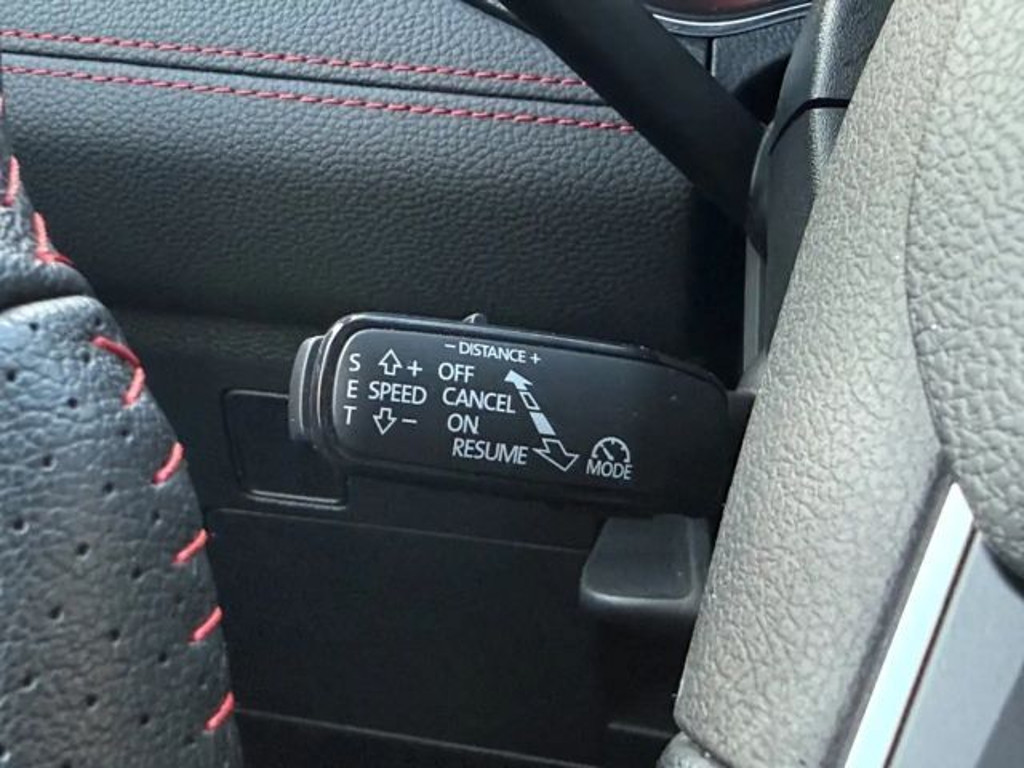 − DISTANCE +
S + OFF
E SPEED CANCEL
T − ON
RESUME
MODE